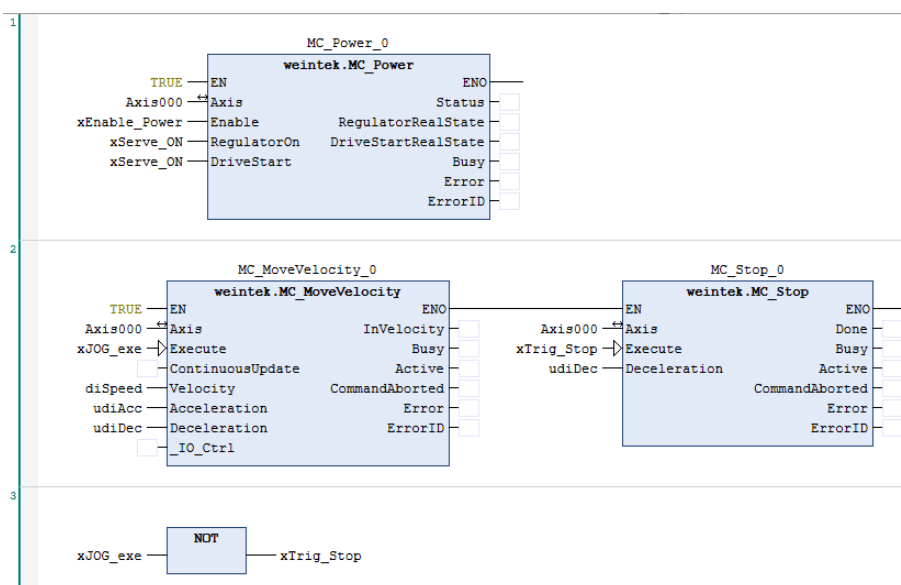 1
MC_Power_0
weintek.MC_Power
TRUE EN ENO
Axis000 Axis Status
xEnable_Power Enable RegulatorRealState
xServe_ON RegulatorOn DriveStartRealState
xServe_ON DriveStart Busy
Error
ErrorID
2
MC_MoveVelocity_0 MC_Stop_0
weintek.MC_MoveVelocity weintek.MC_Stop
TRUE EN ENO EN ENO
Axis000 Axis InVelocity Axis000 Axis Done
xJOG_exe Execute Busy xTrig_Stop Execute Busy
ContinuousUpdate Active udiDec Deceleration Active
diSpeed Velocity CommandAborted CommandAborted
udiAcc Acceleration Error Error
udiDec Deceleration ErrorID ErrorID
_IO_Ctrl
3
NOT
xJOG_exe xTrig_Stop